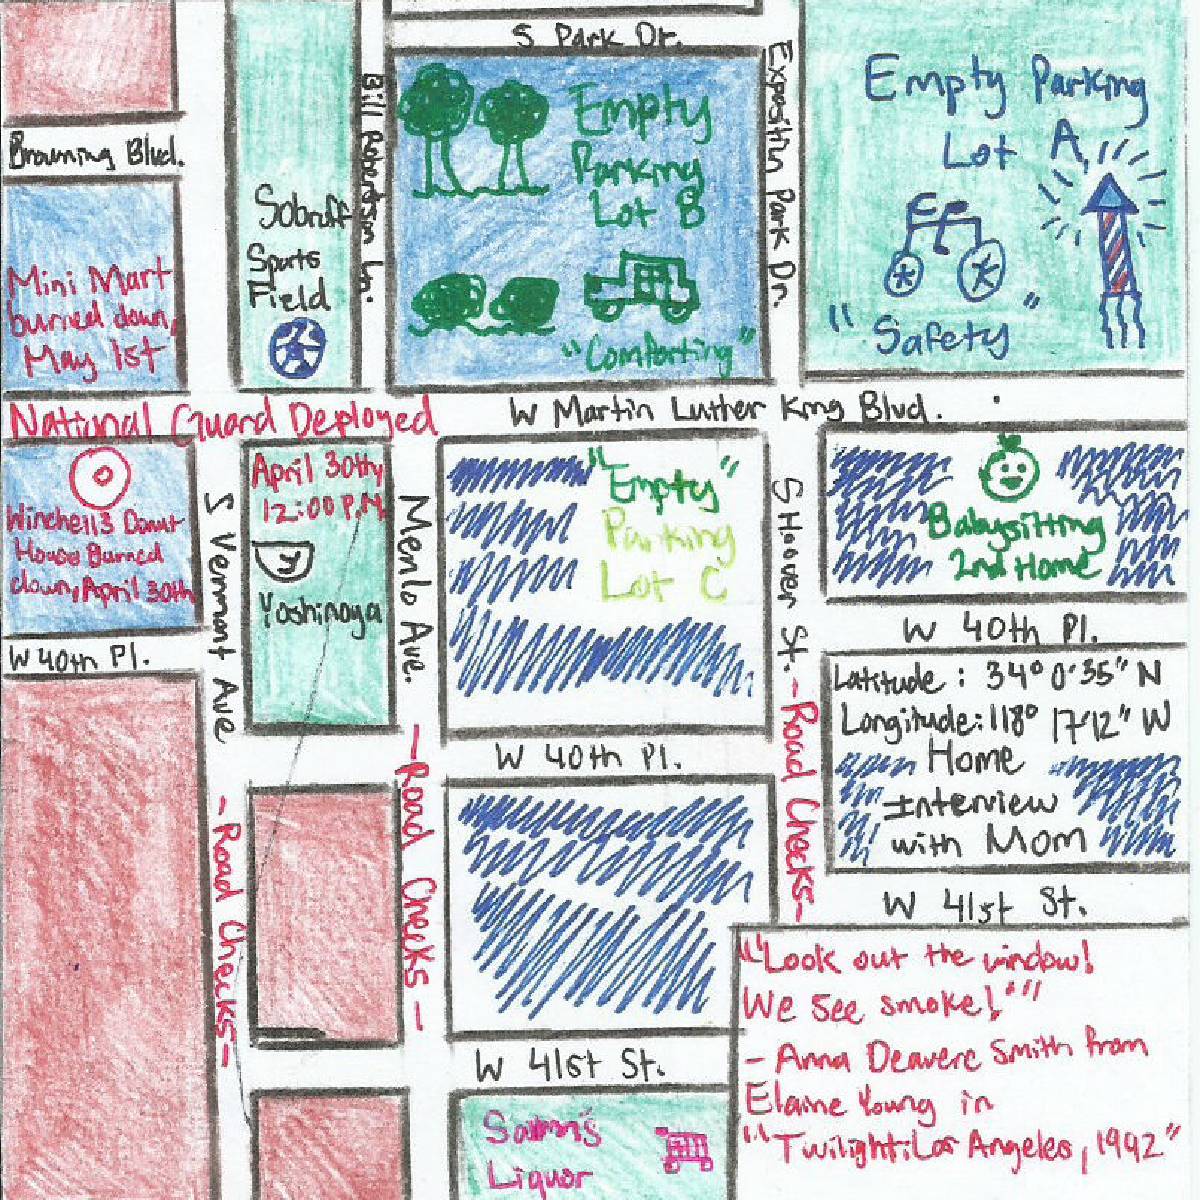 S Park Dr.
Browning Blvd.
Bill Robertson Ln.
Exposition Park Dr.
Empty Parking
Lot A
"Safety"
Empty
Parking
Lot B
"Comforting"
Sports
Field
Mini Mart
burned down,
May 1st
National Guard Deployed
W Martin Luther King Blvd.
Winchell's Donut
House Burned
down, April 30th
S Vermont Ave
- Road Checks -
April 30th
12:00 P.M
Yoshinoya
Menlo Ave.
- Road Checks -
"Empty"
Parking
Lot C
S Hoover St.
- Road Checks -
Babysitting
2nd Home
W 40th Pl.
W 40th Pl.
W 40th Pl.
Latitude: 34° 0'35" N
Longitude: 118° 17'12" W
Home
Interview
with Mom
W 41st St.
W 41st St.
""Look out the window!
We see smoke!"''
- Anna Deavere Smith from
Elaine Young in
"Twilight: Los Angeles, 1992"
Liquor